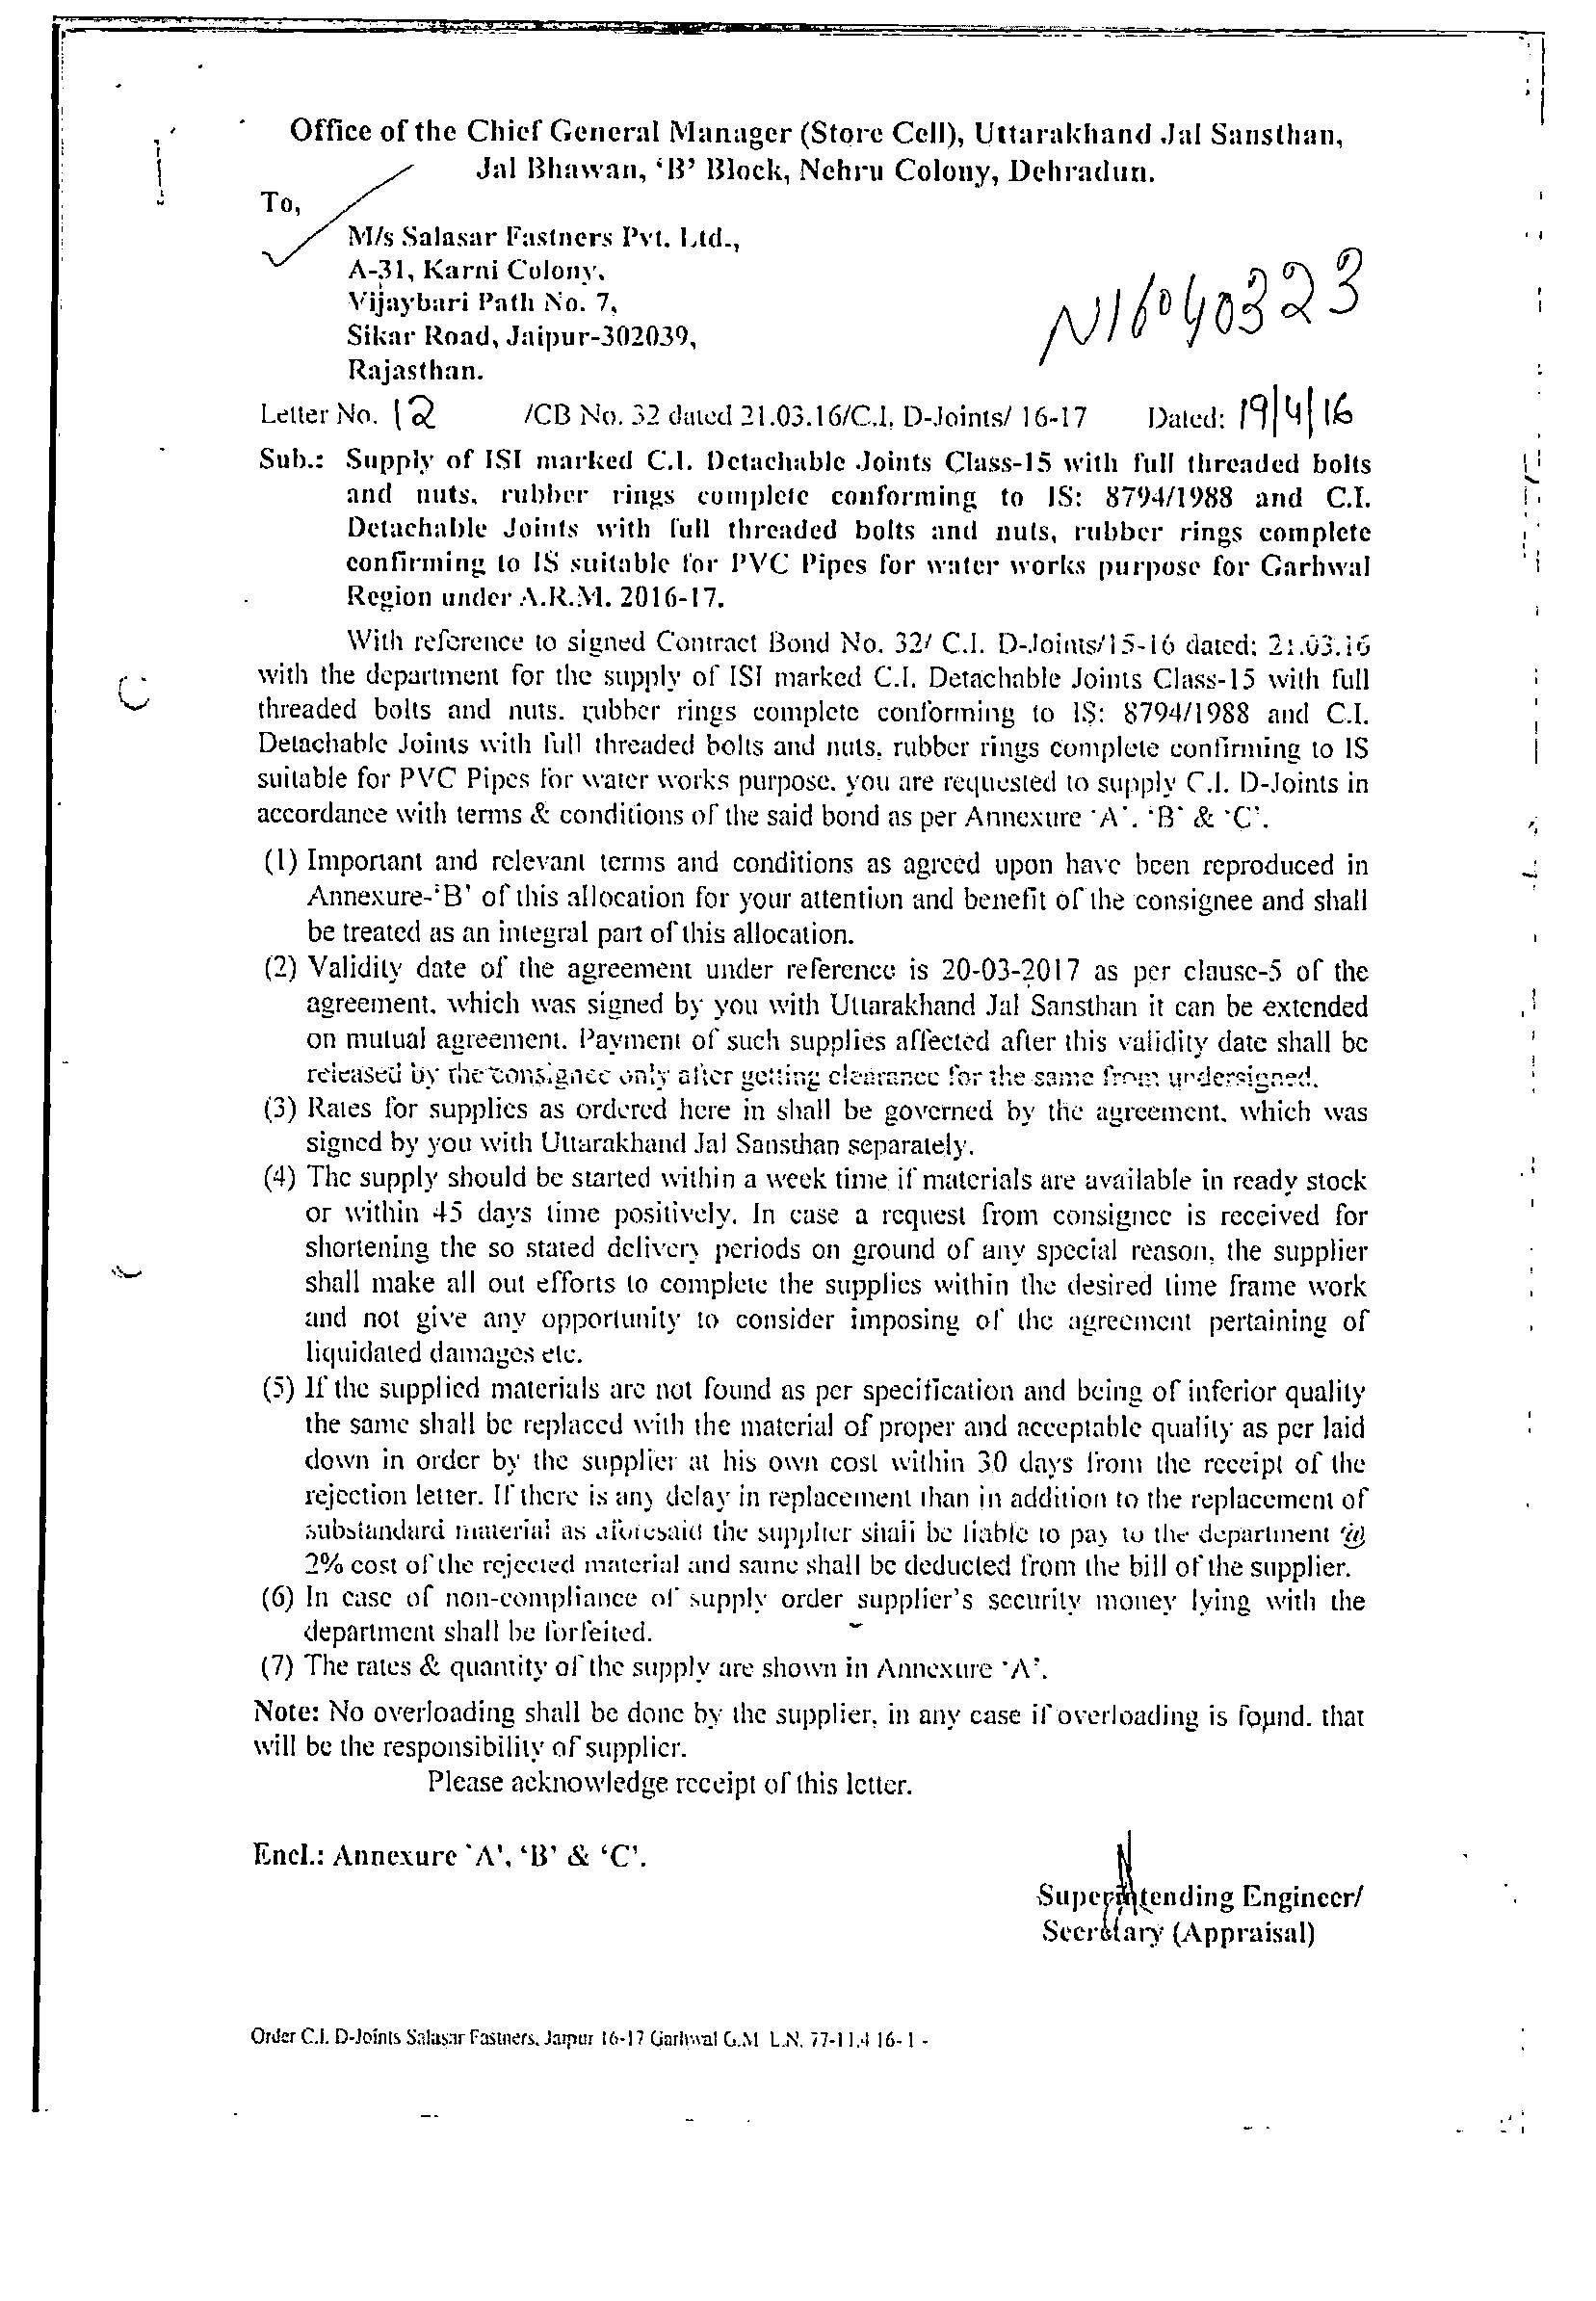 Office of the Chief General Manager (Store Cell), Uttarakhand Jal Sansthan,
Jal Bhawan, ‘B’ Block, Nehru Colony, Dehradun.
To,
M/s Salasar Fastners Pvt. Ltd.,
A-31, Karni Colony,
Vijaybari Path No. 7,
Sikar Road, Jaipur-302039,
Rajasthan.
N16040323
Letter No. 12 /CB No. 32 dated 21.03.16/C.I. D-Joints/ 16-17 Dated: 19/4/16
Sub.: Supply of ISI marked C.I. Detachable Joints Class-15 with full threaded bolts
and nuts, rubber rings complete conforming to IS: 8794/1988 and C.I.
Detachable Joints with full threaded bolts and nuts, rubber rings complete
confirming to IS suitable for PVC Pipes for water works purpose for Garhwal
Region under A.R.M. 2016-17.
With reference to signed Contract Bond No. 32/ C.I. D-Joints/15-16 dated: 21.03.16
with the department for the supply of ISI marked C.I. Detachable Joints Class-15 with full
threaded bolts and nuts, rubber rings complete conforming to IS: 8794/1988 and C.I.
Detachable Joints with full threaded bolts and nuts, rubber rings complete confirming to IS
suitable for PVC Pipes for water works purpose, you are requested to supply C.I. D-Joints in
accordance with terms & conditions of the said bond as per Annexure ‘A’, ‘B’ & ‘C’.
(1) Important and relevant terms and conditions as agreed upon have been reproduced in
Annexure-‘B’ of this allocation for your attention and benefit of the consignee and shall
be treated as an integral part of this allocation.
(2) Validity date of the agreement under reference is 20-03-2017 as per clause-5 of the
agreement, which was signed by you with Uttarakhand Jal Sansthan it can be extended
on mutual agreement. Payment of such supplies affected after this validity date shall be
released by the consignee only after getting clearance for the same from undersigned.
(3) Rates for supplies as ordered here in shall be governed by the agreement, which was
signed by you with Uttarakhand Jal Sansthan separately.
(4) The supply should be started within a week time if materials are available in ready stock
or within 45 days time positively. In case a request from consignee is received for
shortening the so stated delivery periods on ground of any special reason, the supplier
shall make all out efforts to complete the supplies within the desired time frame work
and not give any opportunity to consider imposing of the agreement pertaining of
liquidated damages etc.
(5) If the supplied materials are not found as per specification and being of inferior quality
the same shall be replaced with the material of proper and acceptable quality as per laid
down in order by the supplier at his own cost within 30 days from the receipt of the
rejection letter. If there is any delay in replacement than in addition to the replacement of
substandard material as aforesaid the supplier shall be liable to pay to the department @
2% cost of the rejected material and same shall be deducted from the bill of the supplier.
(6) In case of non-compliance of supply order supplier’s security money lying with the
department shall be forfeited.
(7) The rates & quantity of the supply are shown in Annexure ‘A’.
Note: No overloading shall be done by the supplier, in any case if overloading is found, that
will be the responsibility of supplier.
Please acknowledge receipt of this letter.
Encl.: Annexure ‘A’, ‘B’ & ‘C’.
Superintending Engineer/
Secretary (Appraisal)
Order C.I. D-Joints Salasar Fastners, Jaipur 16-17 Garhwal G.M L.N. 77-11.4 16- 1 -